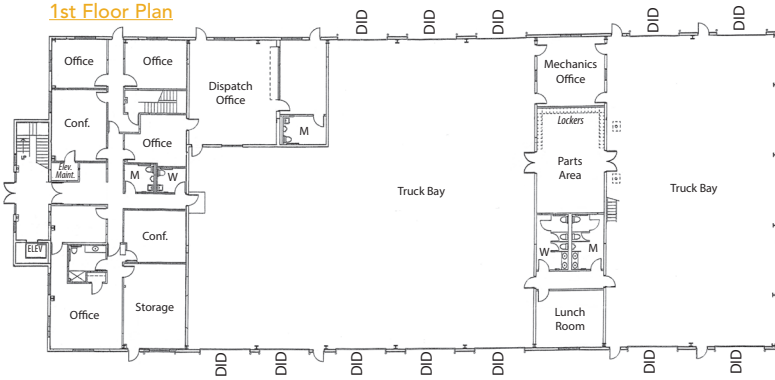 1st Floor Plan
DID
DID
DID
DID
DID
DID
Office
Office
Dispatch
Office
Mechanics
Office
Conf.
Lockers
Office
M
Elev.
Maint.
M
W
Parts
Area
Truck Bay
Truck Bay
Conf.
ELEV
W
M
Office
Storage
Lunch
Room
DID
DID
DID
DID
DID
DID
DID